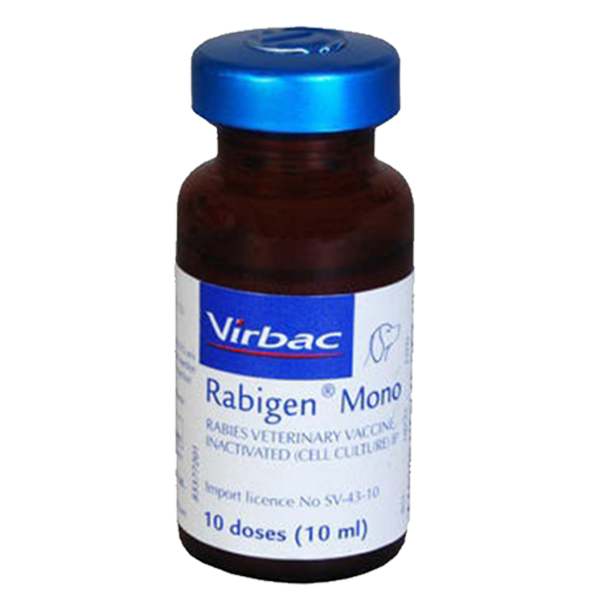 Virbac
Rabigen® Mono
RABIES VETERINARY VACCINE
INACTIVATED (CELL CULTURE) IP
Import licence No SV-43-10
10 doses (10 ml)